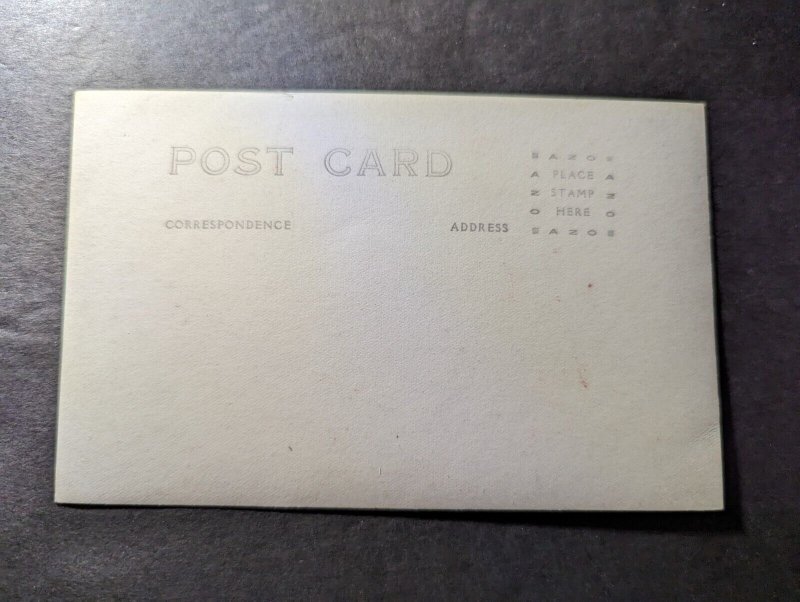 POST CARD
CORRESPONDENCE
ADDRESS
PLACE
STAMP
HERE